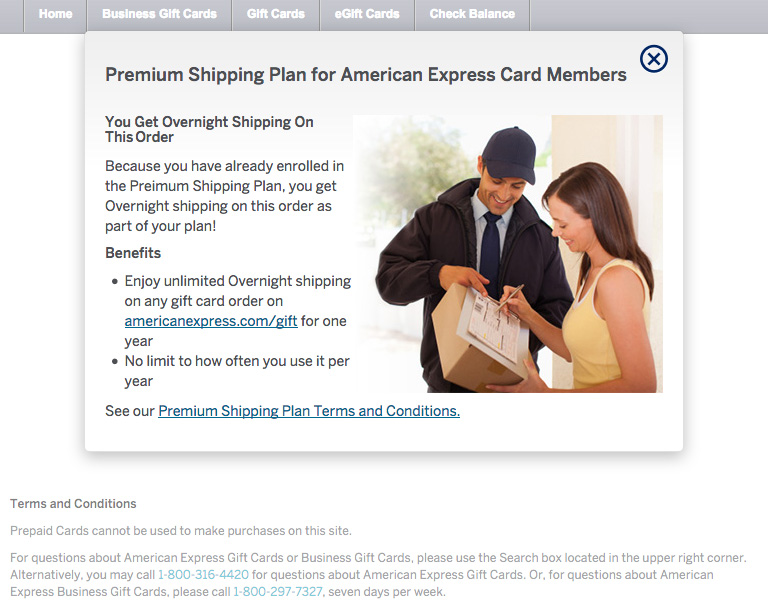 Home Business Gift Cards Gift Cards eGift Cards Check Balance
Premium Shipping Plan for American Express Card Members
You Get Overnight Shipping On
This Order
Because you have already enrolled in
the Preimum Shipping Plan, you get
Overnight shipping on this order as
part of your plan!
Benefits
• Enjoy unlimited Overnight shipping
on any gift card order on
americanexpress.com/gift for one
year
• No limit to how often you use it per
year
See our Premium Shipping Plan Terms and Conditions.
Terms and Conditions
Prepaid Cards cannot be used to make purchases on this site.
For questions about American Express Gift Cards or Business Gift Cards, please use the Search box located in the upper right corner.
Alternatively, you may call 1-800-316-4420 for questions about American Express Gift Cards. Or, for questions about American
Express Business Gift Cards, please call 1-800-297-7327, seven days per week.